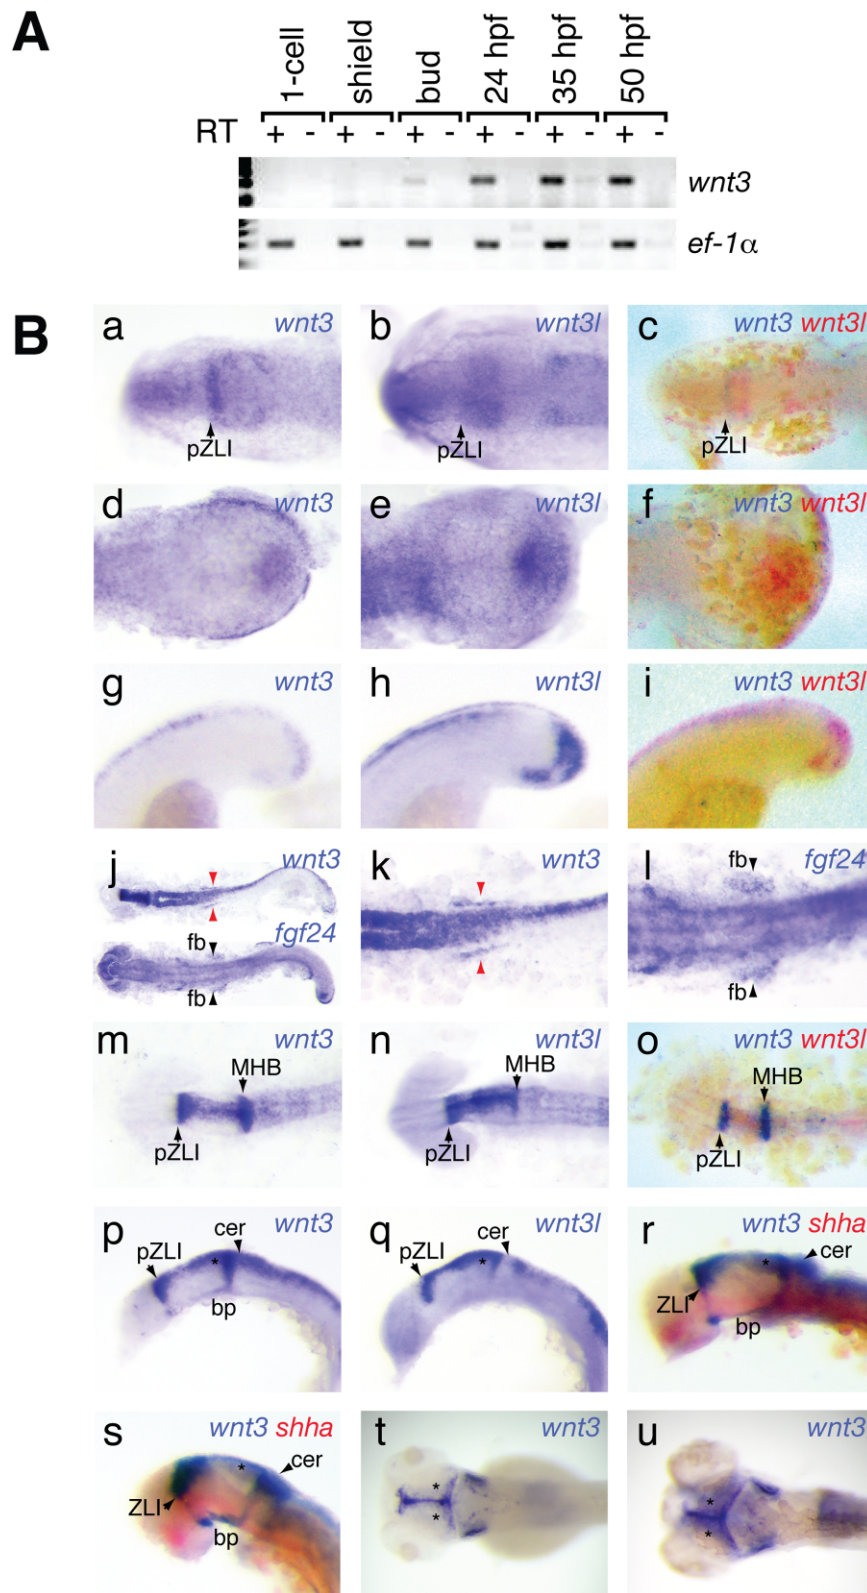 A
1-cell shield bud 24 hpf 35 hpf 50 hpf
RT + - + - + - + - + - + -
wnt3
ef-1α
B
a wnt3
pZLI
b wnt3l
pZLI
c wnt3 wnt3l
pZLI
d wnt3
e wnt3l
f wnt3 wnt3l
g wnt3
h wnt3l
i wnt3 wnt3l
j wnt3
fgf24
fb
fb
k wnt3
l fgf24
fb
fb
m wnt3
MHB
pZLI
n wnt3l
MHB
pZLI
o wnt3 wnt3l
MHB
pZLI
p wnt3
cer
pZLI
*
bp
q wnt3l
cer
pZLI
*
r wnt3 shha
cer
*
ZLI
bp
s wnt3 shha
cer
*
ZLI
bp
t wnt3
*
*
u wnt3
*
*